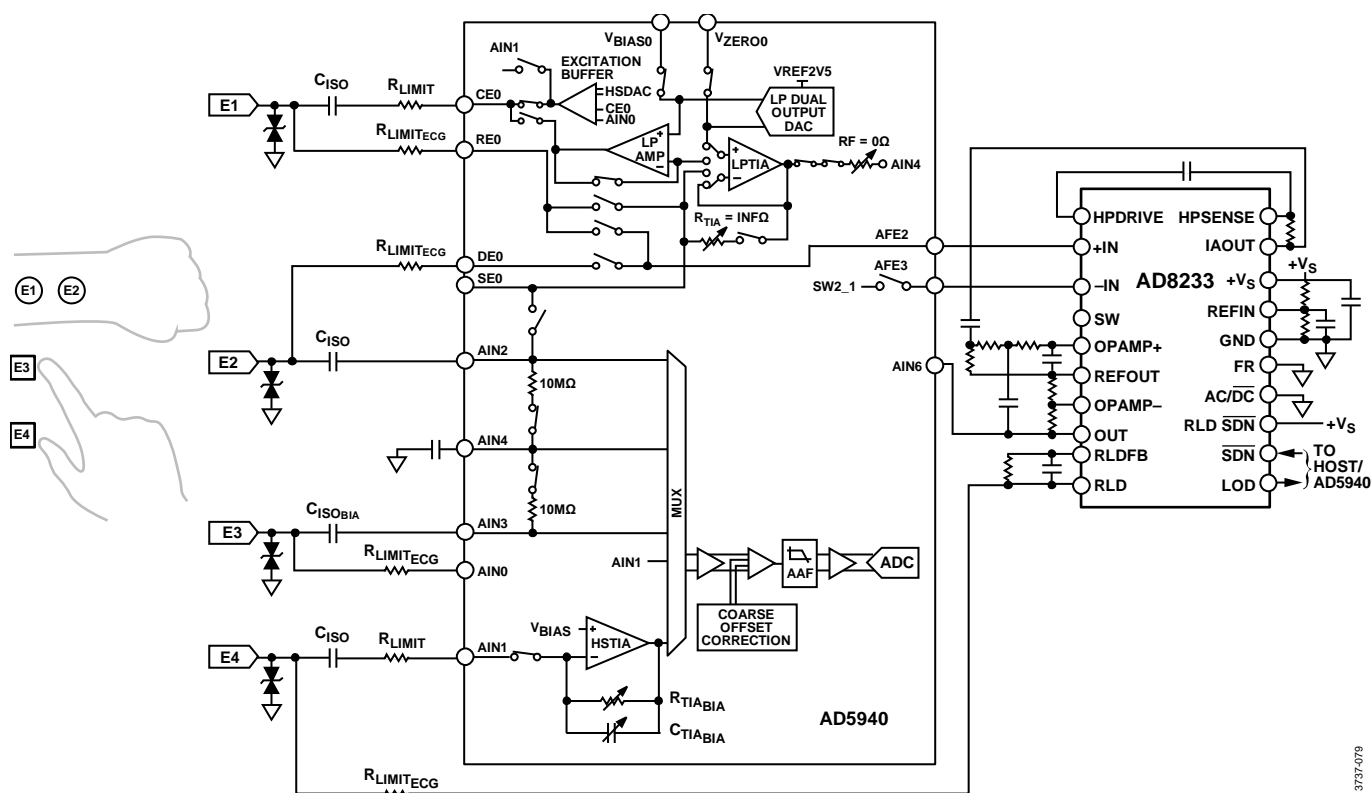 VBIAS0
VZERO0
AIN1
EXCITATION
BUFFER
HSDAC
CE0
AIN0
VREF2V5
LP DUAL
OUTPUT
DAC
CISO
RLIMIT
E1
CE0
RLIMITECG
RE0
+
LP
AMP
–
+
LPTIA
–
RF = 0Ω
AIN4
RTIA = INFΩ
HPDRIVE
HPSENSE
IAOUT
AFE2
+IN
AD8233
+VS
+VS
AFE3
SW2_1
–IN
REFIN
SW
GND
RLIMITECG
DE0
SE0
E1
E2
CISO
E2
AIN2
10MΩ
AIN6
OPAMP+
FR
REFOUT
AC/DC
OPAMP–
RLD SDN
+VS
OUT
SDN
TO
HOST/
AD5940
RLDFB
LOD
RLD
E3
E4
AIN4
10MΩ
MUX
CISOBIA
E3
AIN3
RLIMITECG
AIN0
AIN1
AAF
ADC
COARSE
OFFSET
CORRECTION
CISO
RLIMIT
E4
AIN1
VBIAS
+
HSTIA
–
RTIABIA
CTIABIA
AD5940
RLIMITECG
3737-079